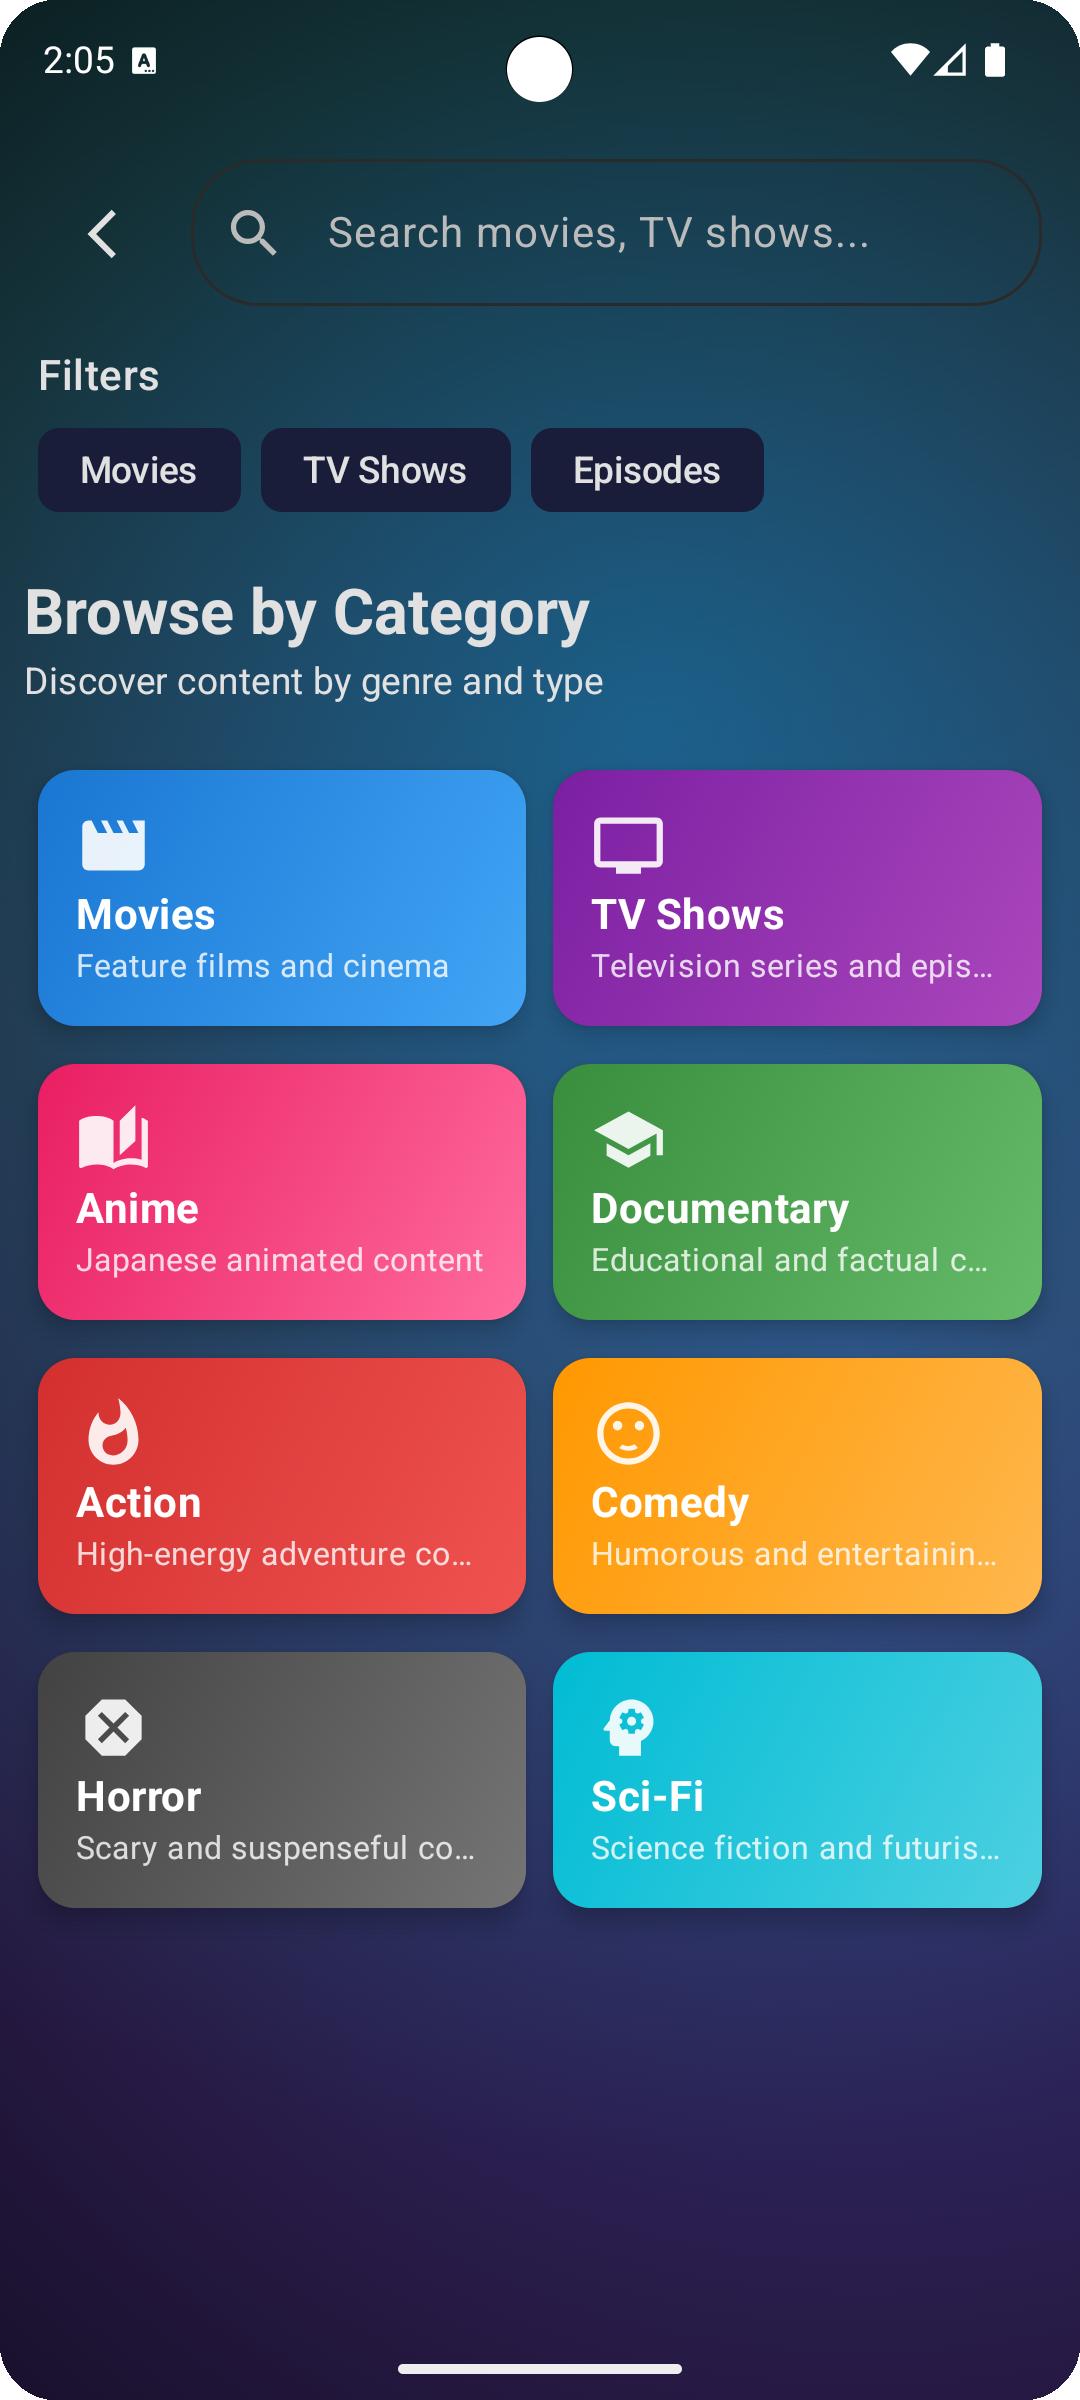 2:05
Search movies, TV shows...
Filters
Movies
TV Shows
Episodes
Browse by Category
Discover content by genre and type
Movies
Feature films and cinema
TV Shows
Television series and epis...
Anime
Japanese animated content
Documentary
Educational and factual c...
Action
High-energy adventure co...
Comedy
Humorous and entertainin...
Horror
Scary and suspenseful co...
Sci-Fi
Science fiction and futuris...